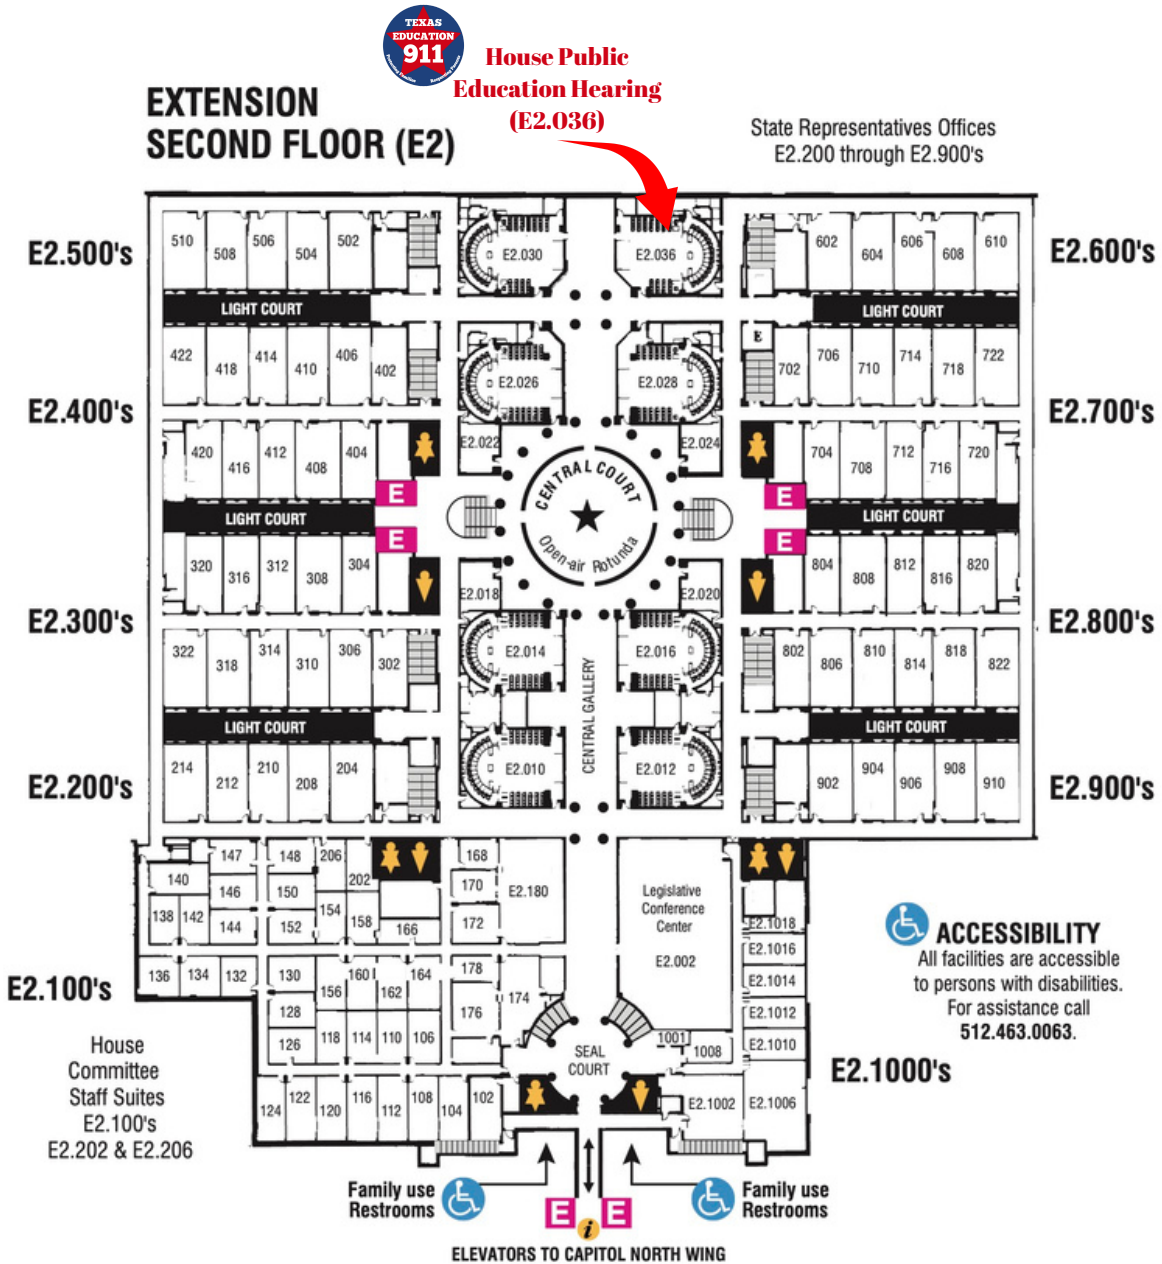 TEXAS
EDUCATION
911
House Public
Education Hearing
(E2.036)
EXTENSION
SECOND FLOOR (E2)
State Representatives Offices
E2.200 through E2.900's
E2.500's
510
508
506
504
502
E2.030
E2.036
602
604
606
608
610
E2.600's
LIGHT COURT
LIGHT COURT
E
422
418
414
410
406
402
E2.026
E2.028
702
706
710
714
718
722
E2.400's
E2.700's
420
416
412
408
404
E2.022
E2.024
704
708
712
716
720
E
E
CENTRAL COURT
Open-air Rotunda
LIGHT COURT
LIGHT COURT
E
E
320
316
312
308
304
E2.018
E2.020
804
808
812
816
820
E2.300's
E2.800's
322
318
314
310
306
302
E2.014
E2.016
802
806
810
814
818
822
CENTRAL GALLERY
LIGHT COURT
LIGHT COURT
E2.200's
214
212
210
208
204
E2.010
E2.012
902
904
906
908
910
E2.900's
147
148
206
168
140
202
146
150
170
E2.180
138
142
144
152
154
158
166
172
Legislative
Conference
Center
E2.002
E2.1018
E2.1016
E2.1014
E2.1012
E2.1010
ACCESSIBILITY
All facilities are accessible
to persons with disabilities.
For assistance call
512.463.0063.
E2.100's
136
134
132
130
160
164
178
156
162
174
128
176
126
118
114
110
106
1001
1008
SEAL
COURT
E2.1000's
House
Committee
Staff Suites
E2.100's
E2.202 & E2.206
124
122
120
116
112
108
104
102
E2.1002
E2.1006
Family use
Restrooms
Family use
Restrooms
E
i
E
ELEVATORS TO CAPITOL NORTH WING